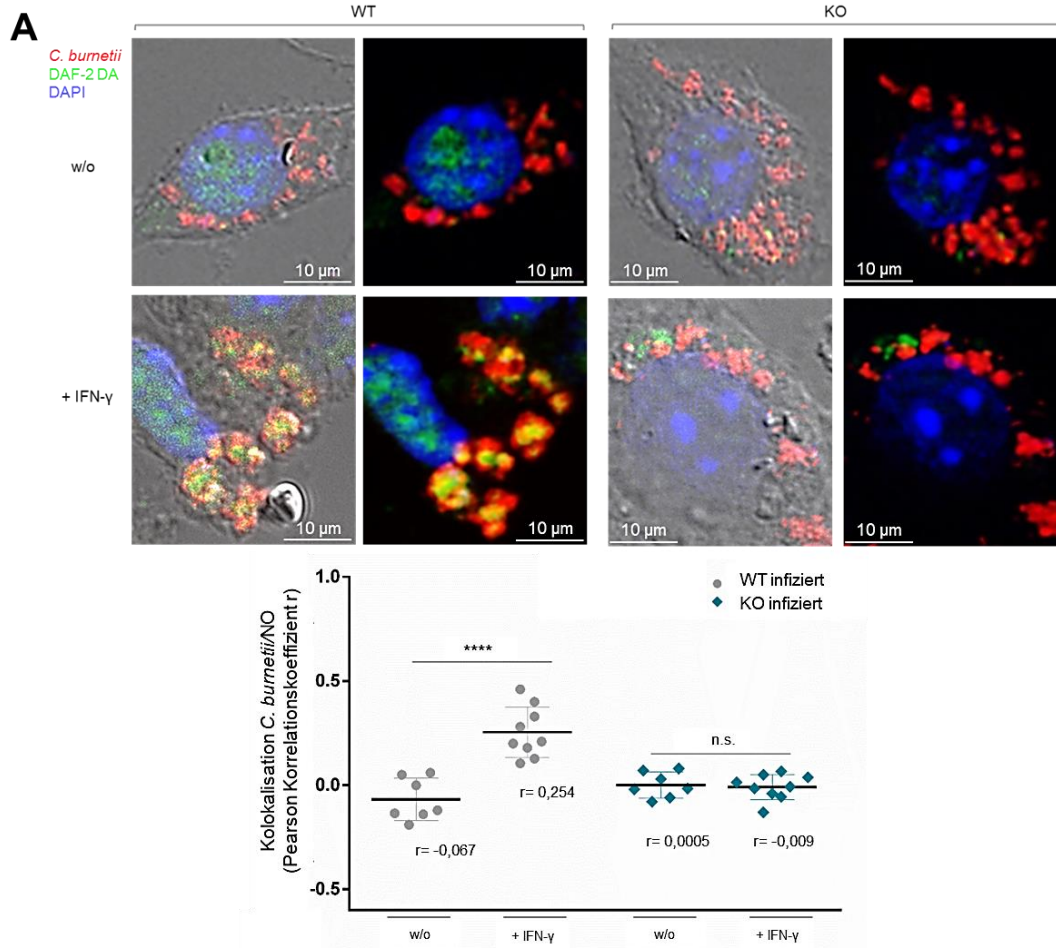 A
WT
KO
C. burnetii
DAF-2 DA
DAPI
w/o
10 µm
10 µm
10 µm
10 µm
+ IFN-γ
10 µm
10 µm
10 µm
10 µm
WT infiziert
KO infiziert
Kolokalisation C. burnetii/NO
(Pearson Korrelationskoeffizient r)
1.0
0.5
0.0
-0.5
****
n.s.
r= -0,067
r= 0,254
r= 0,0005
r= -0,009
w/o
+ IFN-γ
w/o
+ IFN-γ